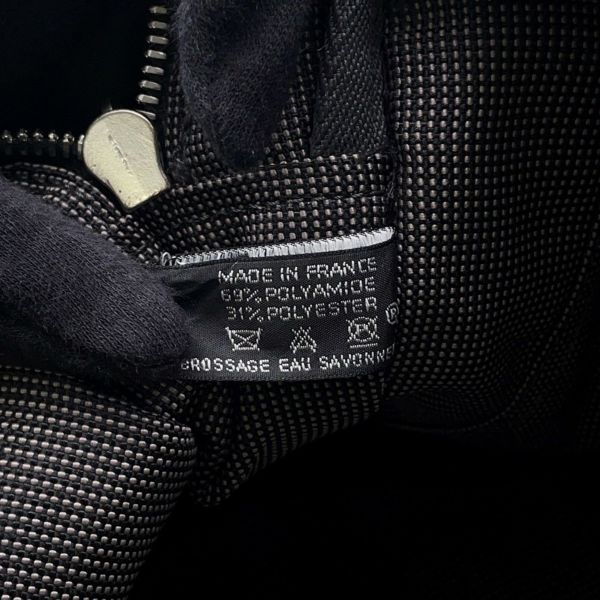 MADE IN FRANCE
69% POLYAMIDE
31% POLYESTER
®
BROSSAGE EAU SAVONNE